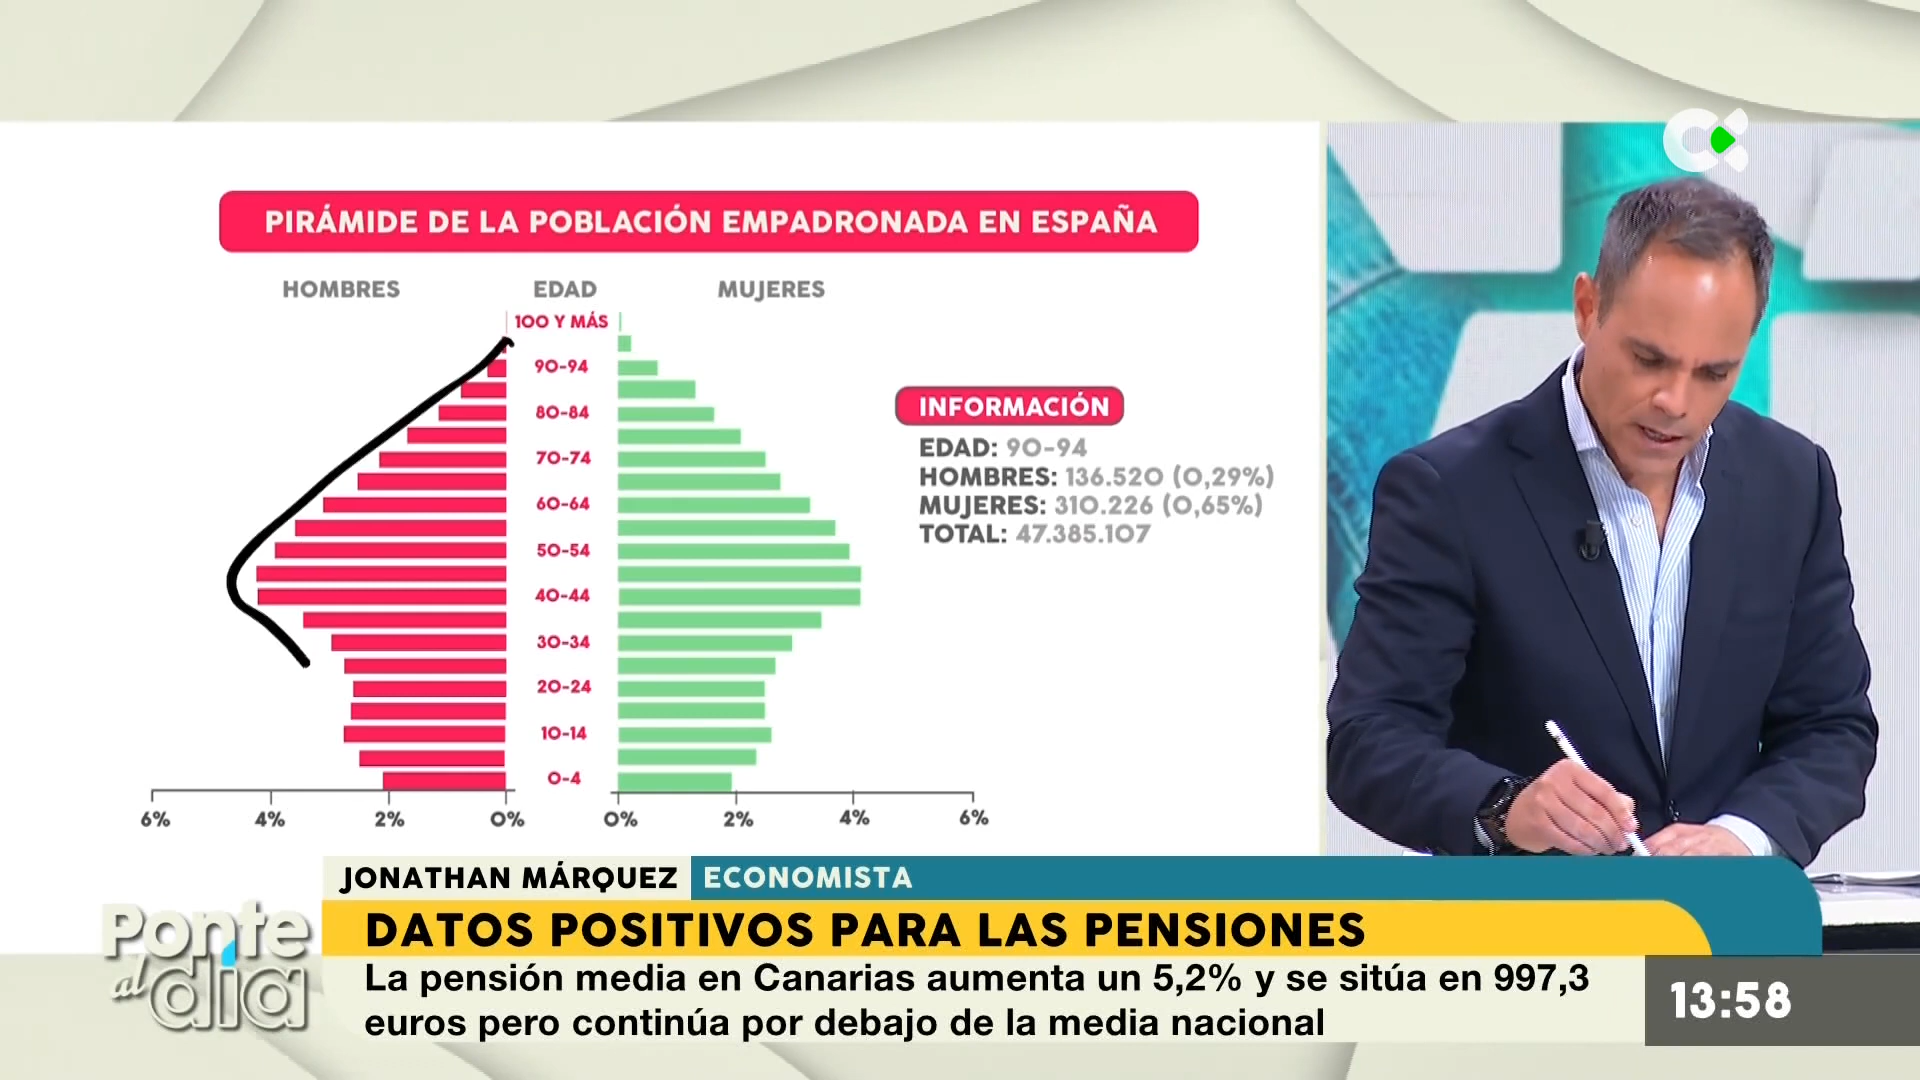 PIRÁMIDE DE LA POBLACIÓN EMPADRONADA EN ESPAÑA
HOMBRES EDAD MUJERES
100 Y MÁS
90-94
80-84
70-74
60-64
50-54
40-44
30-34
20-24
10-14
0-4
6% 4% 2% 0% 0% 2% 4% 6%
INFORMACIÓN
EDAD: 90-94
HOMBRES: 136.520 (0,29%)
MUJERES: 310.226 (0,65%)
TOTAL: 47.385.107
JONATHAN MÁRQUEZ ECONOMISTA
DATOS POSITIVOS PARA LAS PENSIONES
La pensión media en Canarias aumenta un 5,2% y se sitúa en 997,3
euros pero continúa por debajo de la media nacional
Ponte
al día
13:58